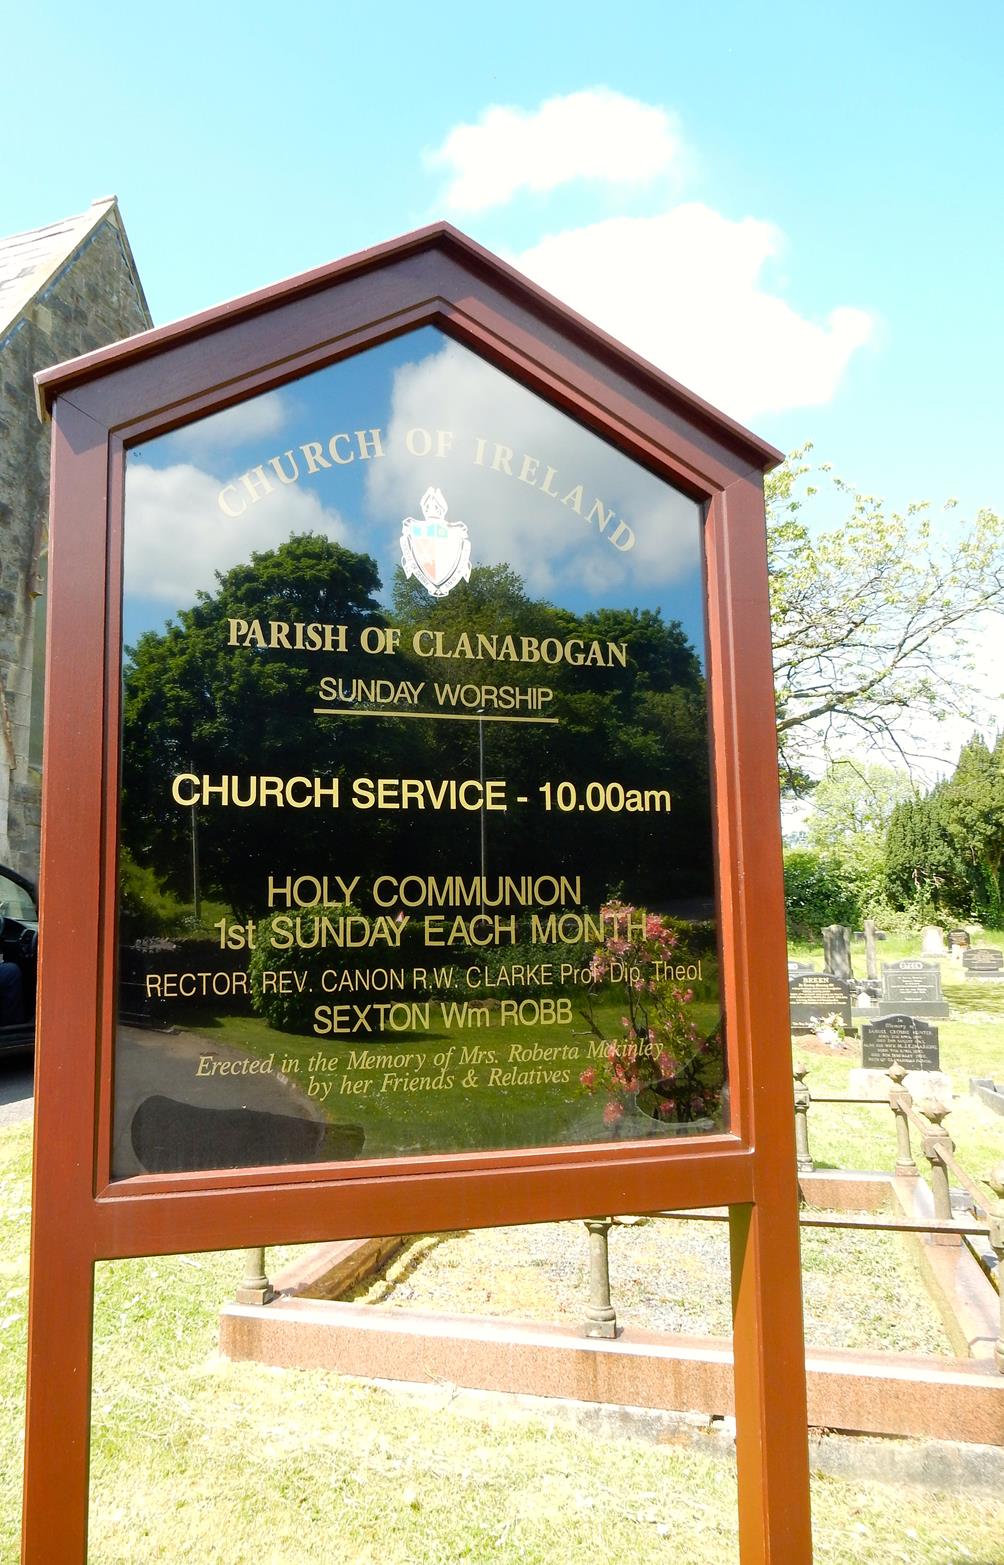 CHURCH OF IRELAND
PARISH OF CLANABOGAN
SUNDAY WORSHIP
CHURCH SERVICE - 10.00am
HOLY COMMUNION
1st SUNDAY EACH MONTH
RECTOR: REV. CANON R.W. CLARKE Prof. Dip. Theol
SEXTON Wm ROBB
Erected in the Memory of Mrs. Roberta Mckinley
by her Friends & Relatives